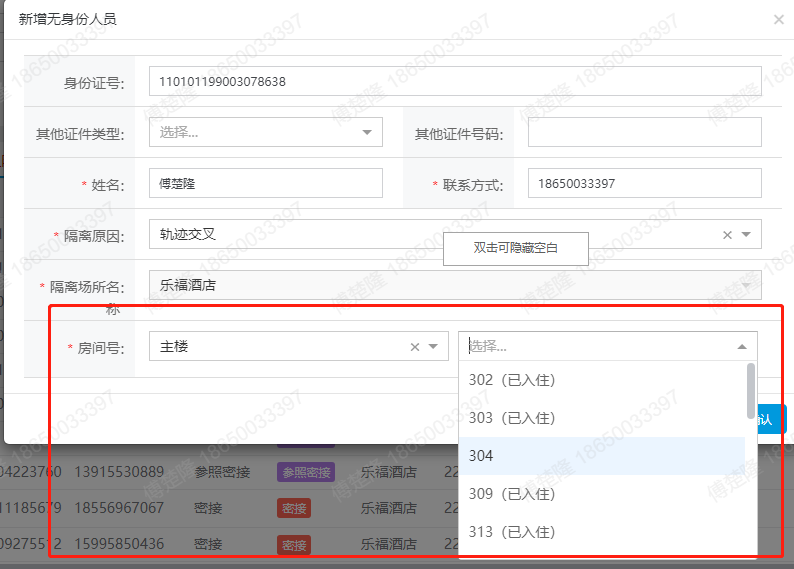 新增无身份人员
×
身份证号:
110101199003078638
其他证件类型:
选择...
其他证件号码:
* 姓名:
傅楚隆
* 联系方式:
18650033397
* 隔离原因:
轨迹交叉
双击可隐藏空白
* 隔离场所名称
乐福酒店
* 房间号:
主楼
选择...
302（已入住）
303（已入住）
304
309（已入住）
313（已入住）
认
04223760 13915530889 参照密接 参照密接 乐福酒店 22
11185679 18556967067 密接 密接 乐福酒店 22
15995850436 密接 密接 乐福酒店 22
傅楚隆 18650033397